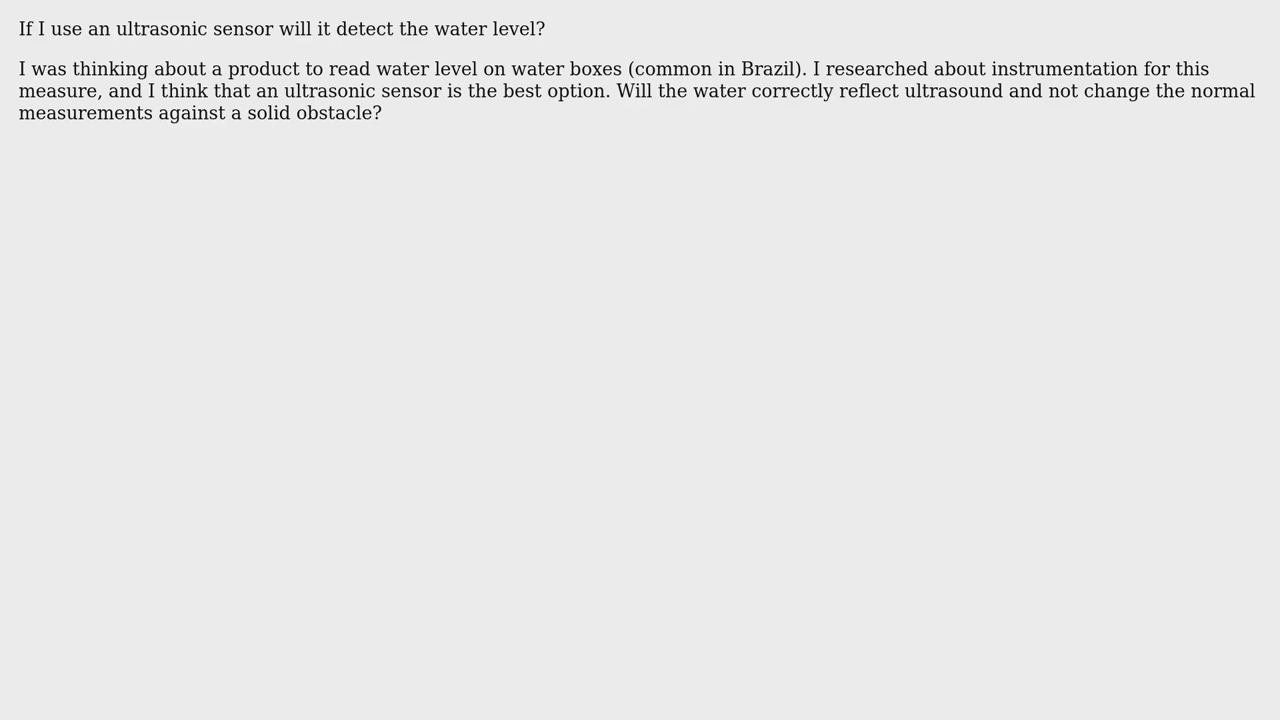 If I use an ultrasonic sensor will it detect the water level?
I was thinking about a product to read water level on water boxes (common in Brazil). I researched about instrumentation for this
measure, and I think that an ultrasonic sensor is the best option. Will the water correctly reflect ultrasound and not change the normal
measurements against a solid obstacle?